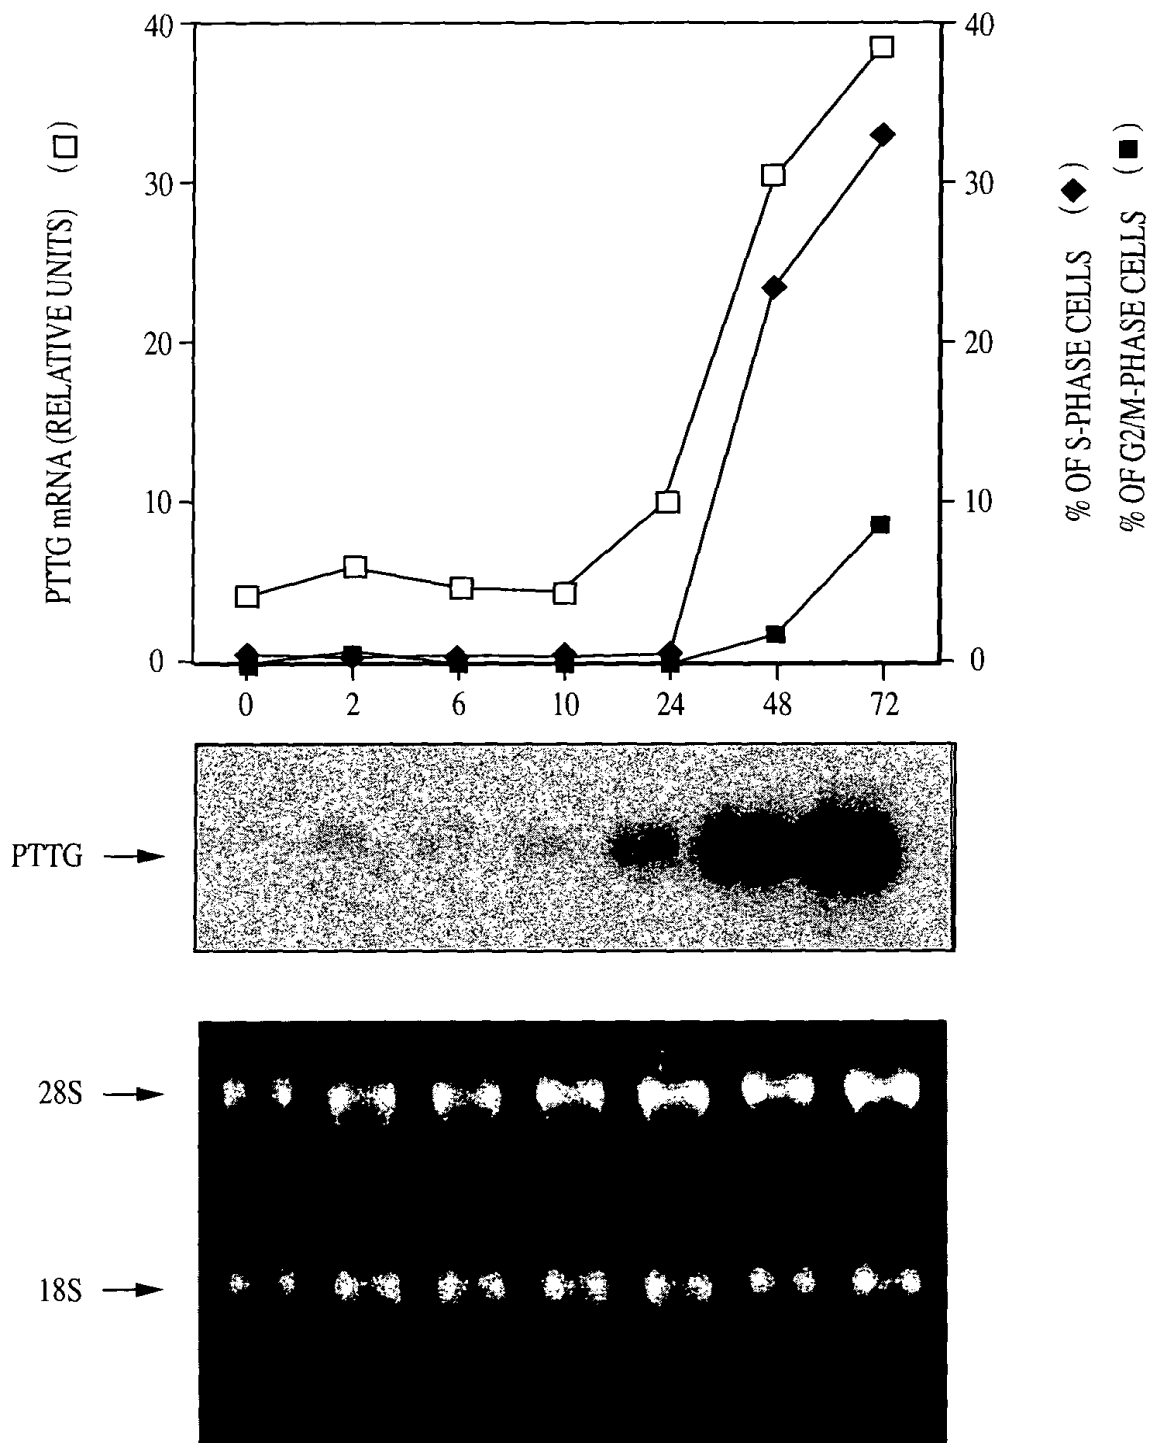 40
30
20
10
0
PTTG mRNA (RELATIVE UNITS) (□)
40
30
20
10
0
% OF S-PHASE CELLS (◆)
% OF G2/M-PHASE CELLS (■)
0 2 6 10 24 48 72
PTTG
28S
18S